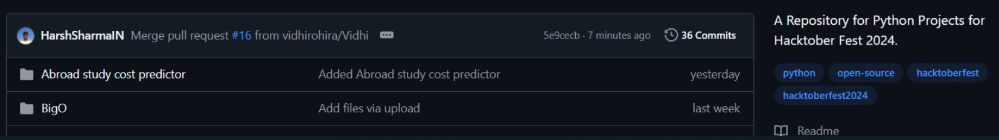 HarshSharmaIN Merge pull request #16 from vidhirohira/Vidhi 5e9cecb · 7 minutes ago 36 Commits
Abroad study cost predictor Added Abroad study cost predictor yesterday
BigO Add files via upload last week
A Repository for Python Projects for
Hacktober Fest 2024.
python open-source hacktoberfest
hacktoberfest2024
Readme